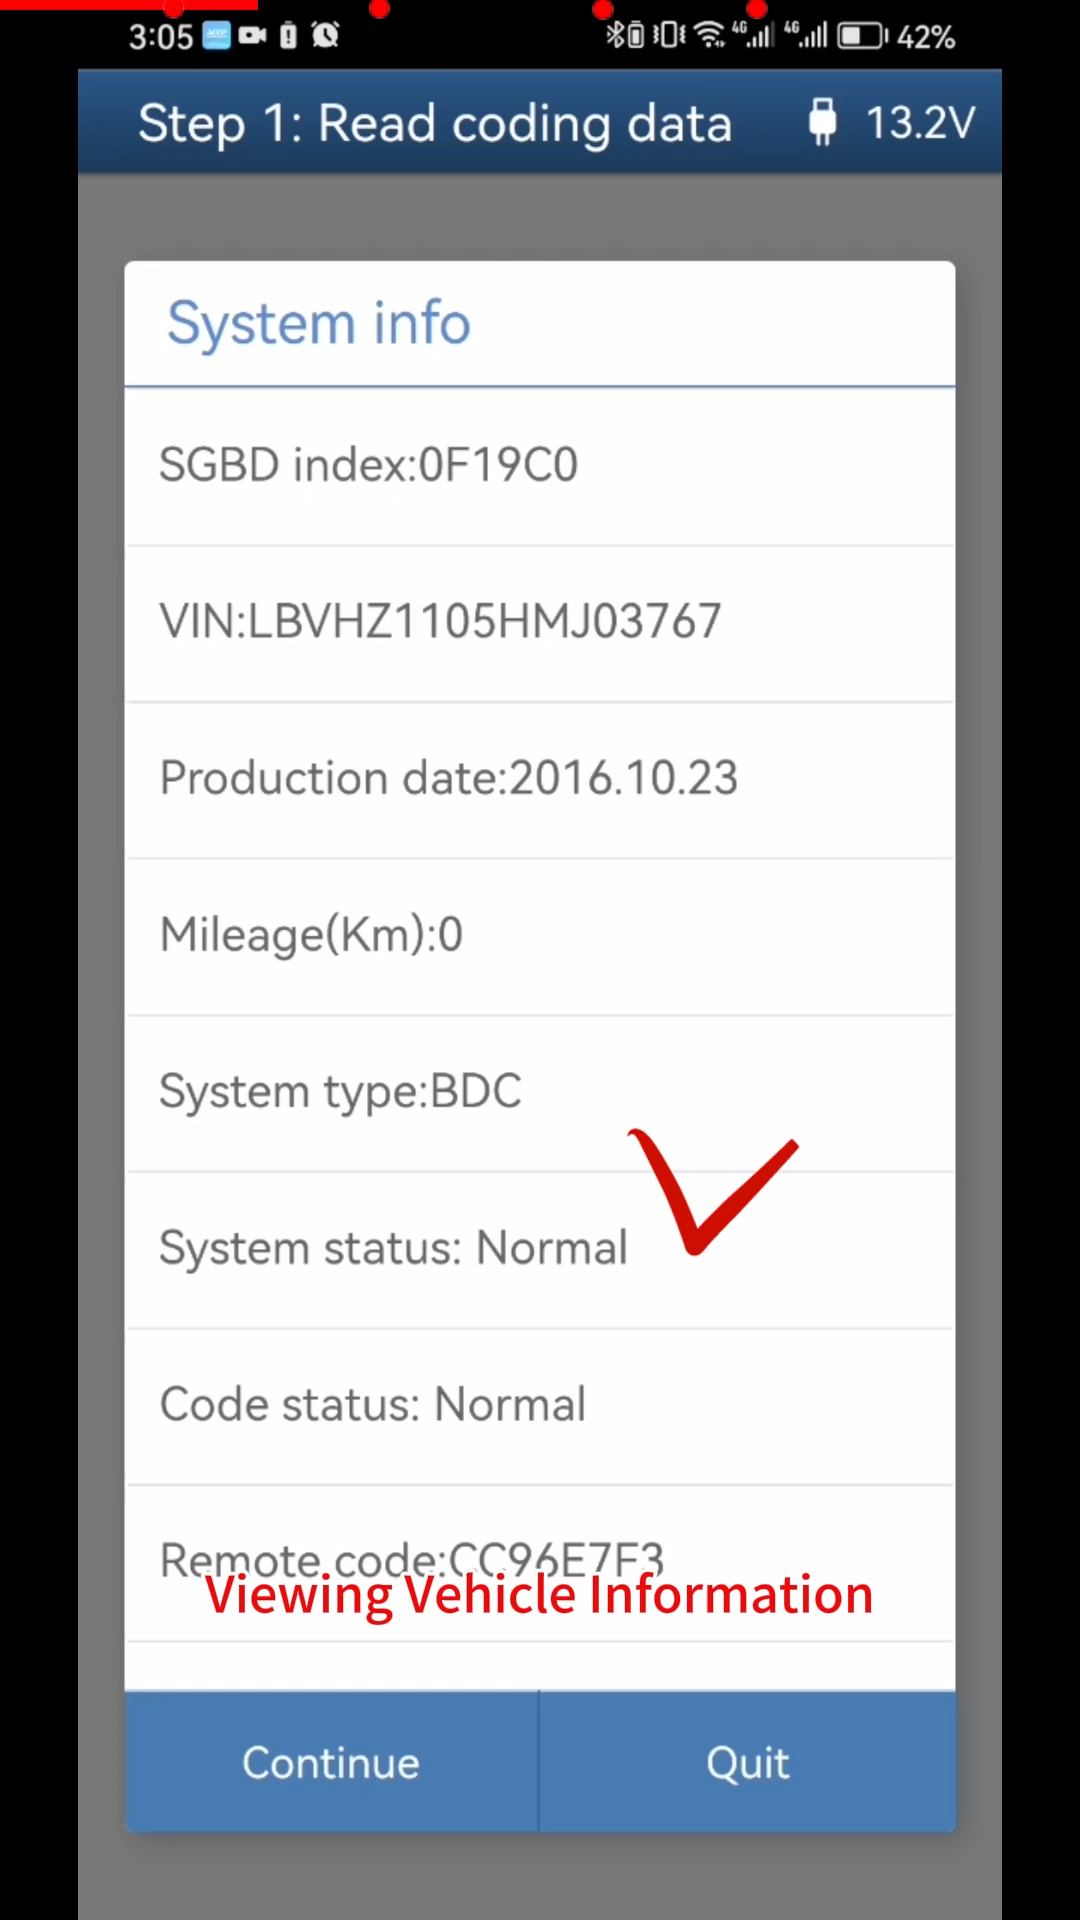 3:05 4G 4G 42%
Step 1: Read coding data 13.2V
System info
SGBD index:0F19C0
VIN:LBVHZ1105HMJ03767
Production date:2016.10.23
Mileage(Km):0
System type:BDC
System status: Normal
Code status: Normal
Remote code:CC96E7F3
Viewing Vehicle Information
Continue Quit